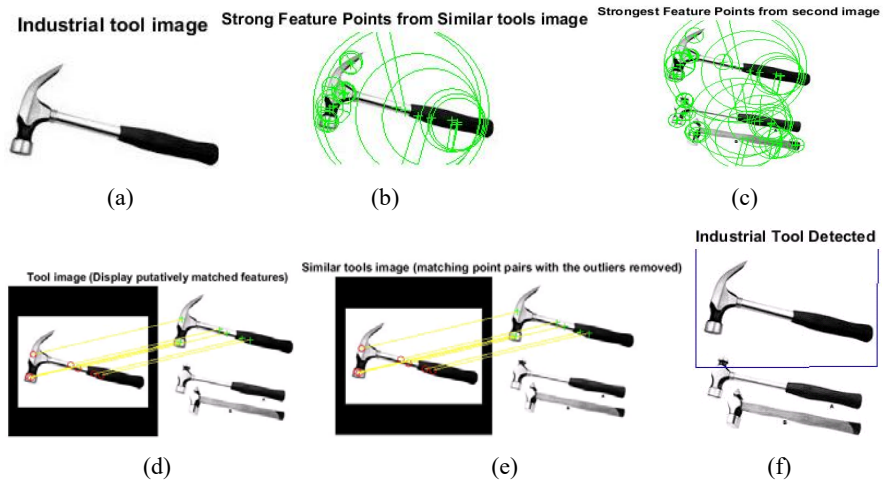 Industrial tool image
Strong Feature Points from Similar tools image
Strongest Feature Points from second image
(a)
(b)
(c)
Tool image (Display putatively matched features)
Similar tools image (matching point pairs with the outliers removed)
Industrial Tool Detected
A
B
A
B
A
B
(d)
(e)
(f)